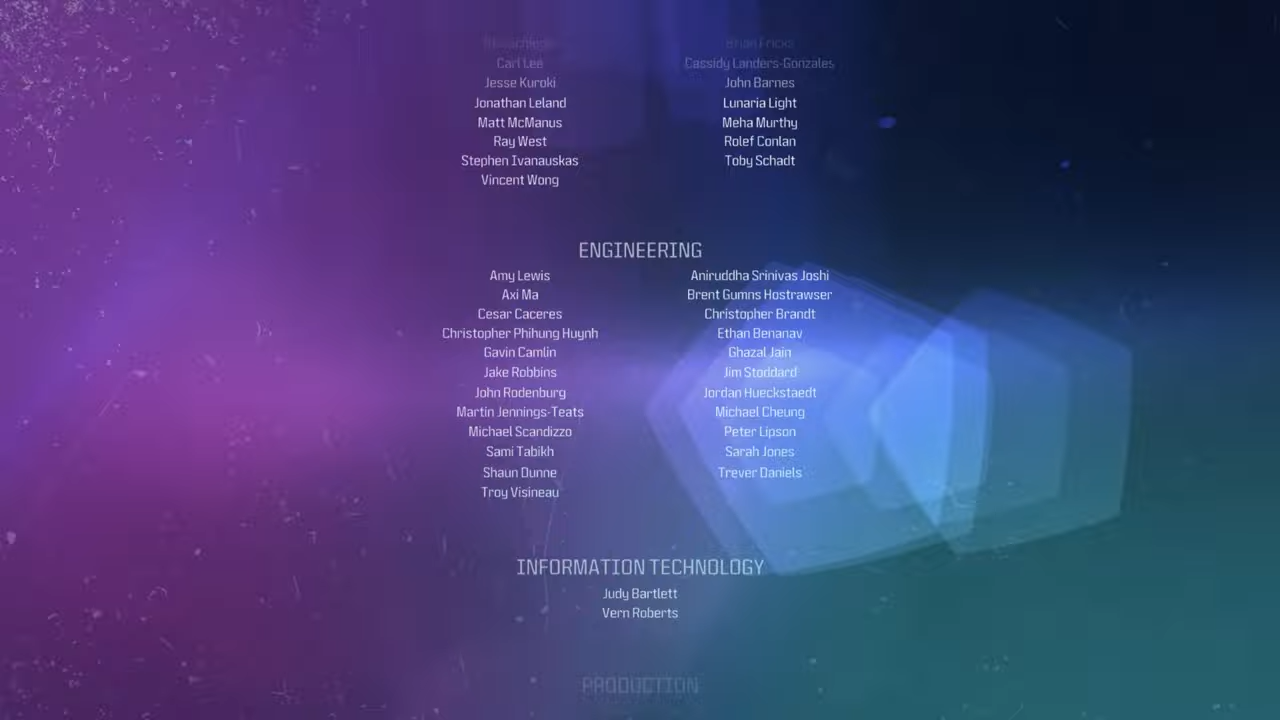 Carl Lee
Cassidy Landers-Gonzales
Jesse Kuroki
John Barnes
Jonathan Leland
Lunaria Light
Matt McManus
Meha Murthy
Ray West
Rolef Conlan
Stephen Ivanauskas
Toby Schadt
Vincent Wong
ENGINEERING
Amy Lewis
Aniruddha Srinivas Joshi
Axi Ma
Brent Gumns Hostrawser
Cesar Caceres
Christopher Brandt
Christopher Phihung Huynh
Ethan Benanav
Gavin Camlin
Ghazal Jain
Jake Robbins
Jim Stoddard
John Rodenburg
Jordan Hueckstaedt
Martin Jennings-Teats
Michael Cheung
Michael Scandizzo
Peter Lipson
Sami Tabikh
Sarah Jones
Shaun Dunne
Trever Daniels
Troy Visineau
INFORMATION TECHNOLOGY
Judy Bartlett
Vern Roberts
PRODUCTION